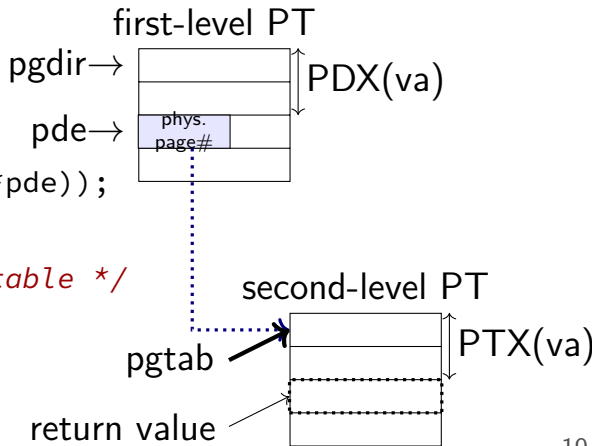 first-level PT
pgdir→
PDX(va)
pde→
phys.
page#
pde));
table */
second-level PT
PTX(va)
pgtab
return value